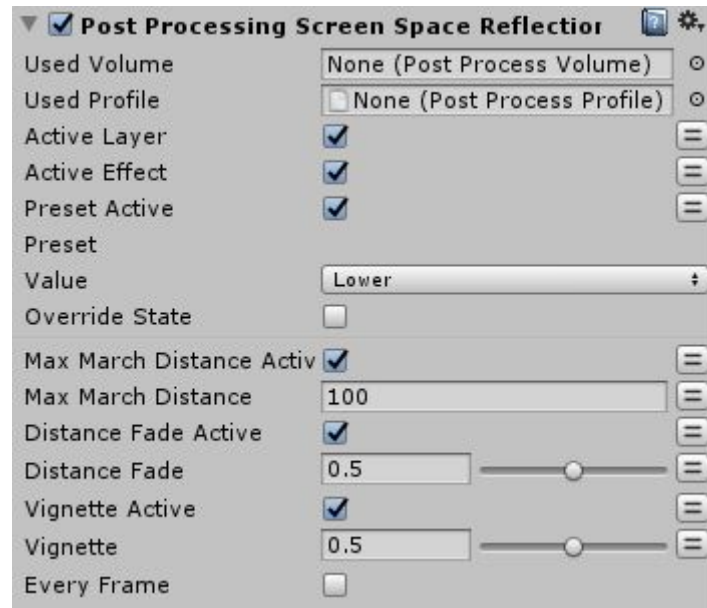 Post Processing Screen Space Reflection
Used Volume None (Post Process Volume)
Used Profile None (Post Process Profile)
Active Layer
Active Effect
Preset Active
Preset
Value Lower
Override State
Max March Distance Activ
Max March Distance 100
Distance Fade Active
Distance Fade 0.5
Vignette Active
Vignette 0.5
Every Frame